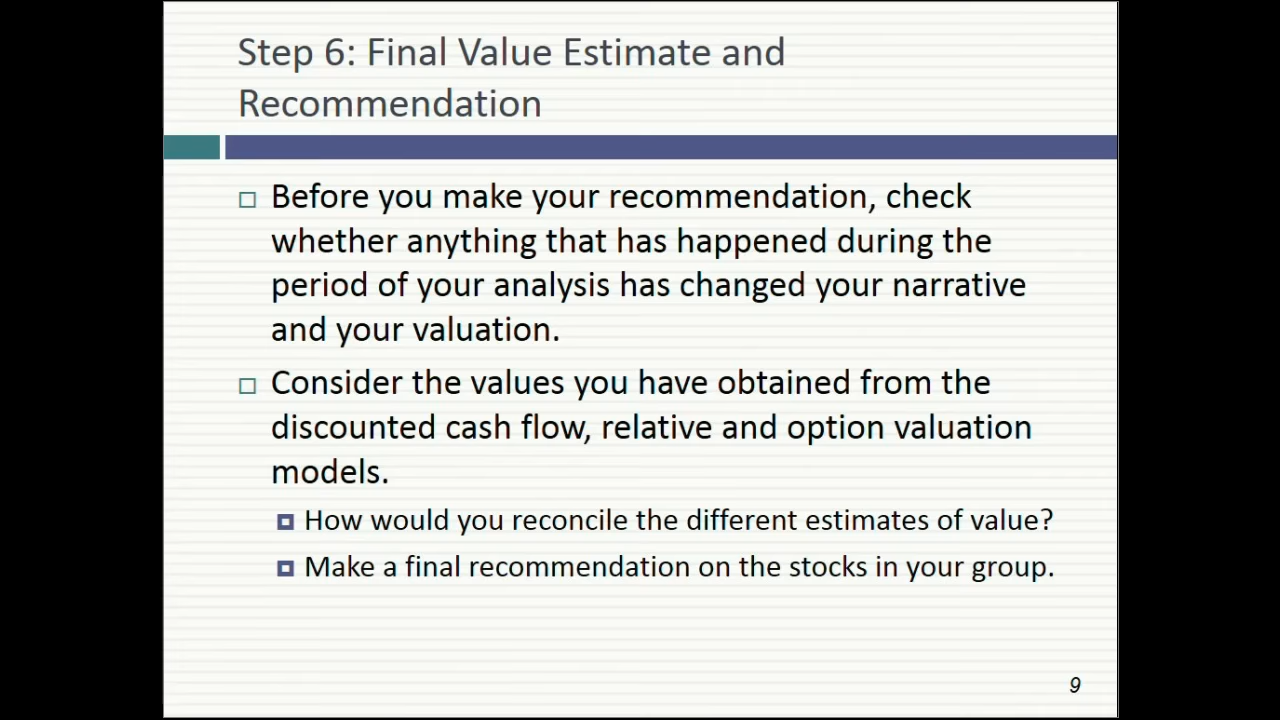 Step 6: Final Value Estimate and
Recommendation
Before you make your recommendation, check
whether anything that has happened during the
period of your analysis has changed your narrative
and your valuation.
Consider the values you have obtained from the
discounted cash flow, relative and option valuation
models.
How would you reconcile the different estimates of value?
Make a final recommendation on the stocks in your group.
9